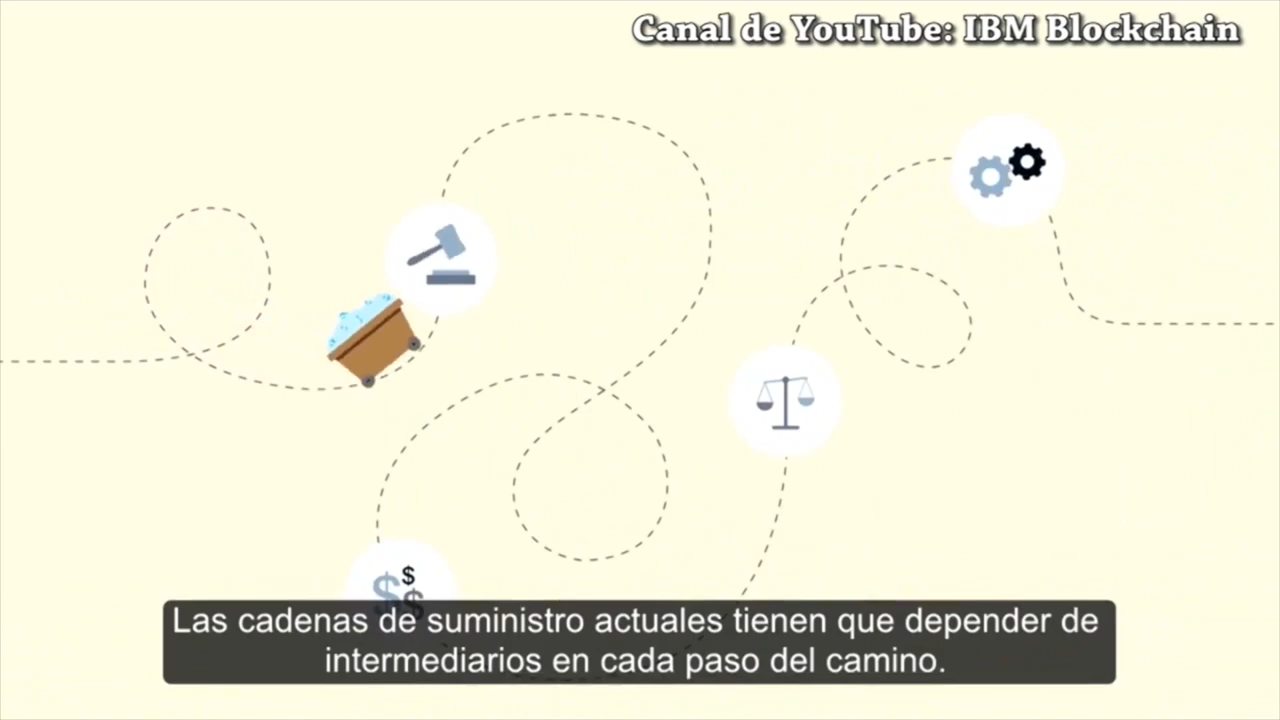 Canal de YouTube: IBM Blockchain
$ $
$
Las cadenas de suministro actuales tienen que depender de
intermediarios en cada paso del camino.